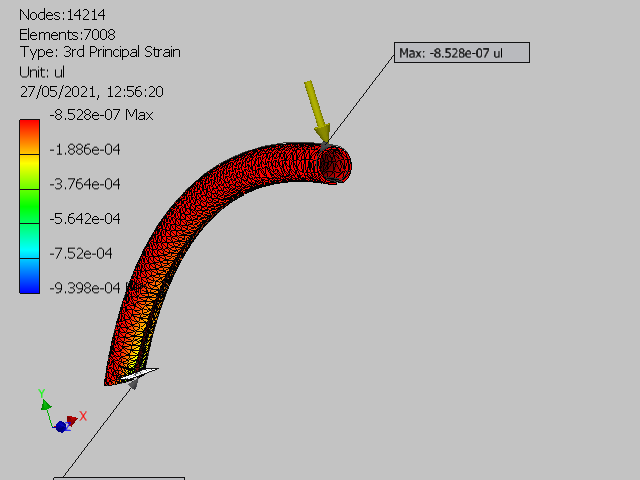 Nodes:14214
Elements:7008
Type: 3rd Principal Strain
Unit: ul
27/05/2021, 12:56:20
-8.528e-07 Max
-1.886e-04
-3.764e-04
-5.642e-04
-7.52e-04
-9.398e-04
Max: -8.528e-07 ul
Y
X